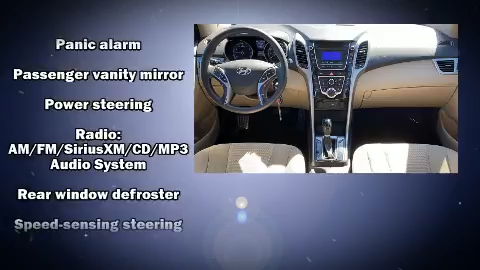 Panic alarm
Passenger vanity mirror
Power steering
Radio:
AM/FM/SiriusXM/CD/MP3
Audio System
Rear window defroster
Speed-sensing steering